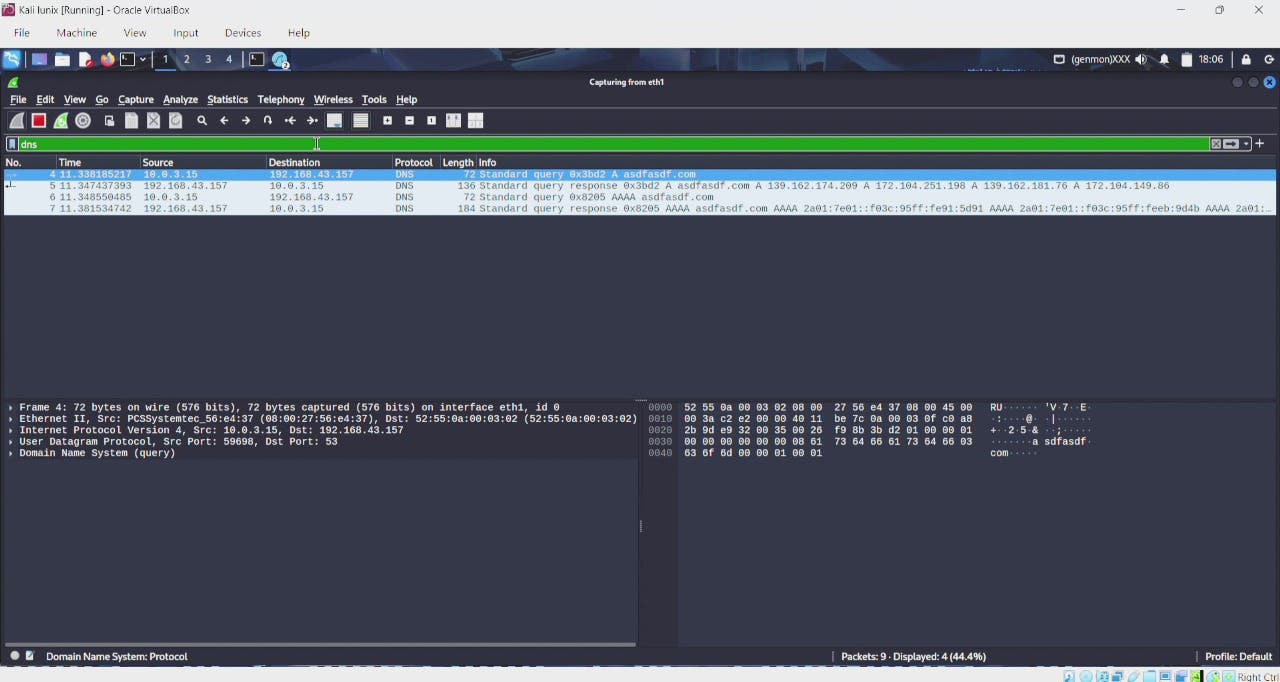 Kali lunix [Running] - Oracle VirtualBox
File Machine View Input Devices Help
1 2 3 4 (genmon)XXX 18:06
Capturing from eth1
File Edit View Go Capture Analyze Statistics Telephony Wireless Tools Help
dns
No. Time Source Destination Protocol Length Info
4 11.338185217 10.0.3.15 192.168.43.157 DNS 72 Standard query 0x3bd2 A asdfasdf.com
5 11.347437393 192.168.43.157 10.0.3.15 DNS 136 Standard query response 0x3bd2 A asdfasdf.com A 139.162.174.209 A 172.104.251.198 A 139.162.181.76 A 172.104.149.86
6 11.348550485 10.0.3.15 192.168.43.157 DNS 72 Standard query 0x8205 AAAA asdfasdf.com
7 11.381534742 192.168.43.157 10.0.3.15 DNS 184 Standard query response 0x8205 AAAA asdfasdf.com AAAA 2a01:7e01::f03c:95ff:fe91:5d91 AAAA 2a01:7e01::f03c:95ff:feeb:9d4b AAAA 2a01:…
Frame 4: 72 bytes on wire (576 bits), 72 bytes captured (576 bits) on interface eth1, id 0
Ethernet II, Src: PCSSystemtec_56:e4:37 (08:00:27:56:e4:37), Dst: 52:55:0a:00:03:02 (52:55:0a:00:03:02)
Internet Protocol Version 4, Src: 10.0.3.15, Dst: 192.168.43.157
User Datagram Protocol, Src Port: 59698, Dst Port: 53
Domain Name System (query)
0000 52 55 0a 00 03 02 08 00 27 56 e4 37 08 00 45 00 RU······ 'V·7··E·
0010 00 3a c2 e2 00 00 40 11 be 7c 0a 00 03 0f c0 a8 ·:····@· ·|······
0020 2b 9d e9 32 00 35 00 26 f9 8b 3b d2 01 00 00 01 +··2·5·& ··;·····
0030 00 00 00 00 00 00 08 61 73 64 66 61 73 64 66 03 ·······a sdfasdf·
0040 63 6f 6d 00 00 01 00 01 com·····
Domain Name System: Protocol Packets: 9 · Displayed: 4 (44.4%) Profile: Default
Right Ctrl